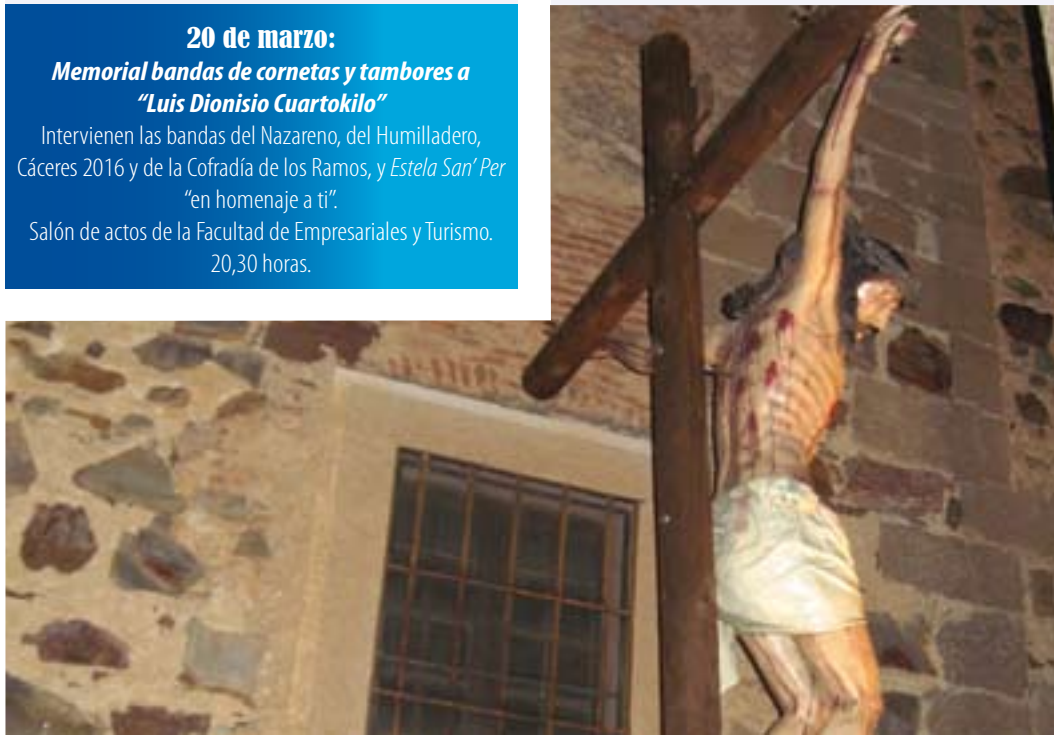 20 de marzo:
Memorial bandas de cornetas y tambores a
“Luis Dionisio Cuartokilo”
Intervienen las bandas del Nazareno, del Humilladero,
Cáceres 2016 y de la Cofradía de los Ramos, y Estela San’ Per
“en homenaje a ti”.
Salón de actos de la Facultad de Empresariales y Turismo.
20,30 horas.